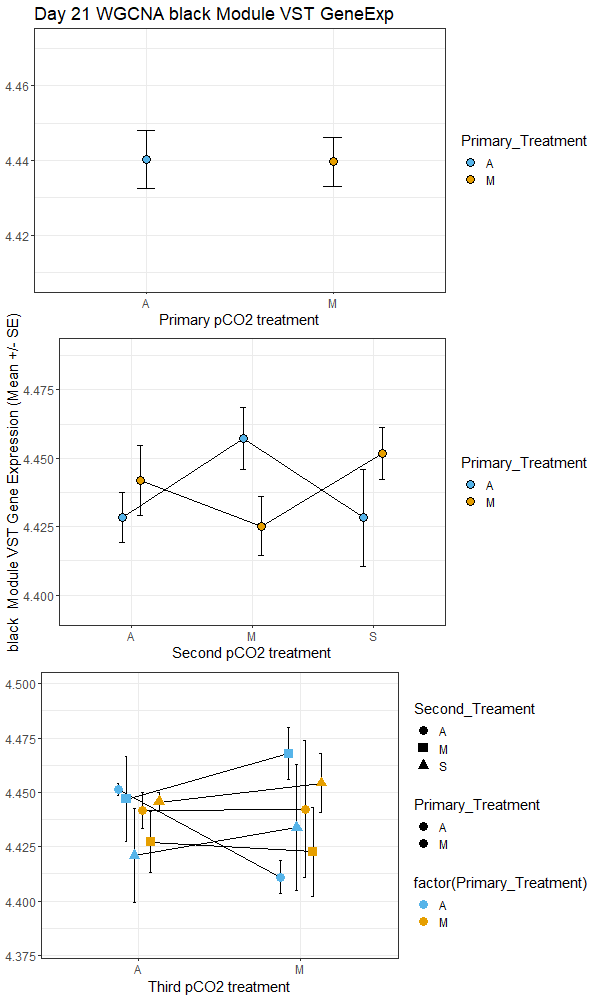 Day 21 WGCNA black Module VST GeneExp
4.46
4.44
4.42
A
M
Primary pCO2 treatment
Primary_Treatment
A
M
black  Module VST Gene Expression (Mean +/- SE)
4.475
4.450
4.425
4.400
A
M
S
Second pCO2 treatment
Primary_Treatment
A
M
4.500
4.475
4.450
4.425
4.400
4.375
A
M
Third pCO2 treatment
Second_Treament
A
M
S
Primary_Treatment
A
M
factor(Primary_Treatment)
A
M